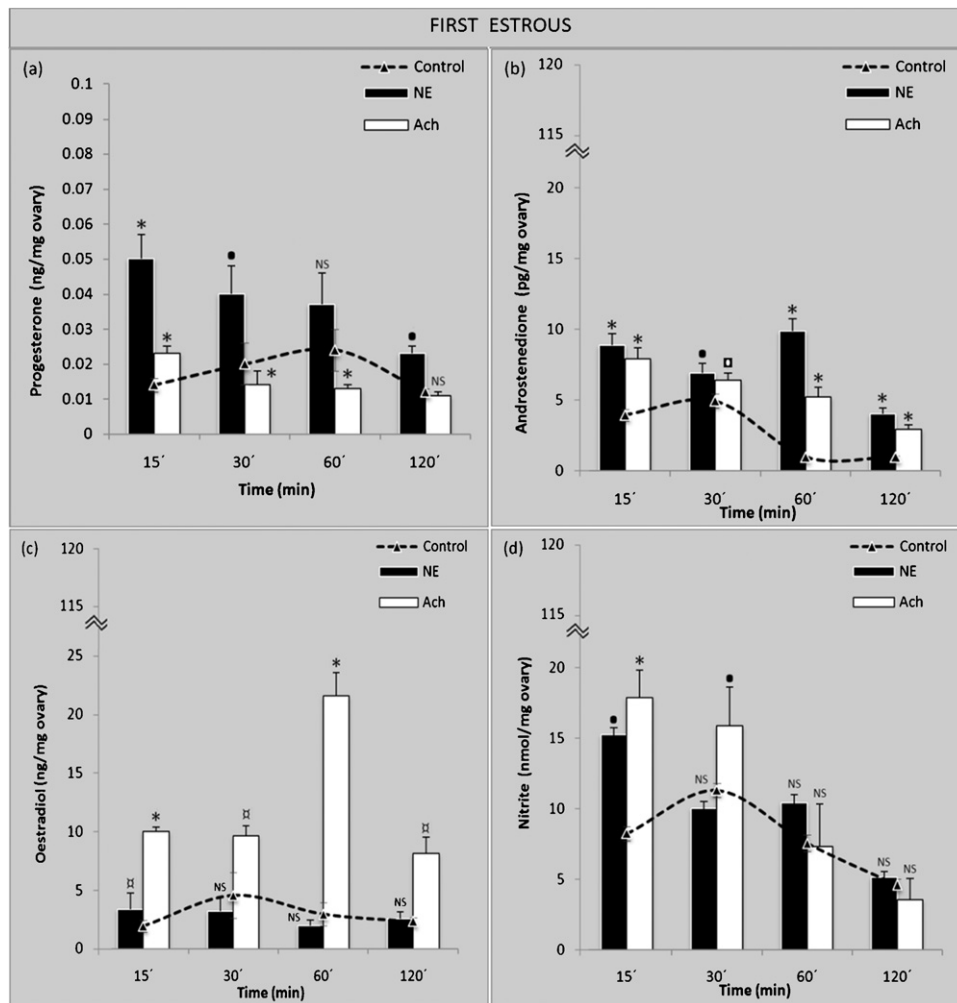 FIRST ESTROUS
(a)
Control
NE
Ach
0.1
0.09
0.08
0.07
0.06
0.05
0.04
0.03
0.02
0.01
0
Progesterone (ng/mg ovary)
*
*
•
*
NS
*
•
NS
15´ 30´ 60´ 120´
Time (min)
(b)
Control
NE
Ach
120
115
20
15
10
5
0
Androstenedione (pg/mg ovary)
*
*
•
¤
*
*
*
*
15´ 30´ 60´ 120´
Time (min)
(c)
Control
NE
Ach
120
115
25
20
15
10
5
0
Oestradiol (ng/mg ovary)
¤
*
NS
¤
NS
*
NS
¤
15´ 30´ 60´ 120´
Time (min)
(d)
Control
NE
Ach
120
115
20
15
10
5
0
Nitrite (nmol/mg ovary)
•
*
NS
•
NS
NS
NS
NS
15´ 30´ 60´ 120´
Time (min)